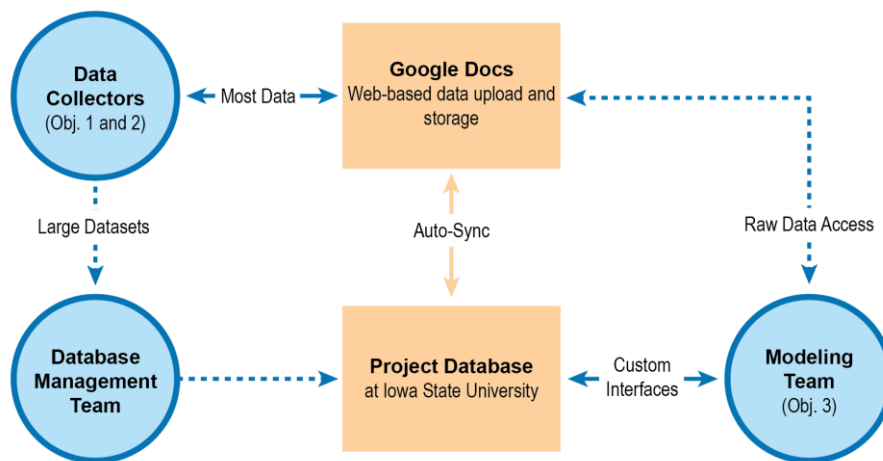 Data
Collectors
(Obj. 1 and 2)
Most Data
Google Docs
Web-based data upload and
storage
Large Datasets
Auto-Sync
Raw Data Access
Database
Management
Team
Project Database
at Iowa State University
Custom
Interfaces
Modeling
Team
(Obj. 3)